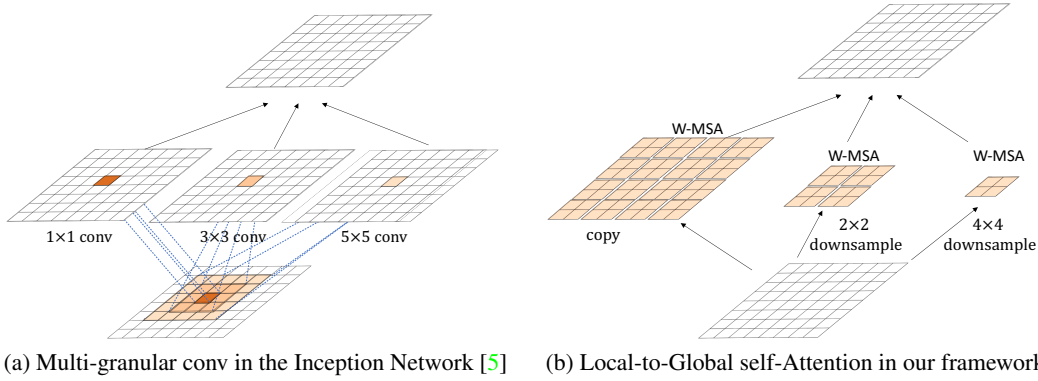 W-MSA
W-MSA
W-MSA
1×1 conv
3×3 conv
5×5 conv
copy
2×2
downsample
4×4
downsample
(a) Multi-granular conv in the Inception Network [5]
(b) Local-to-Global self-Attention in our framework